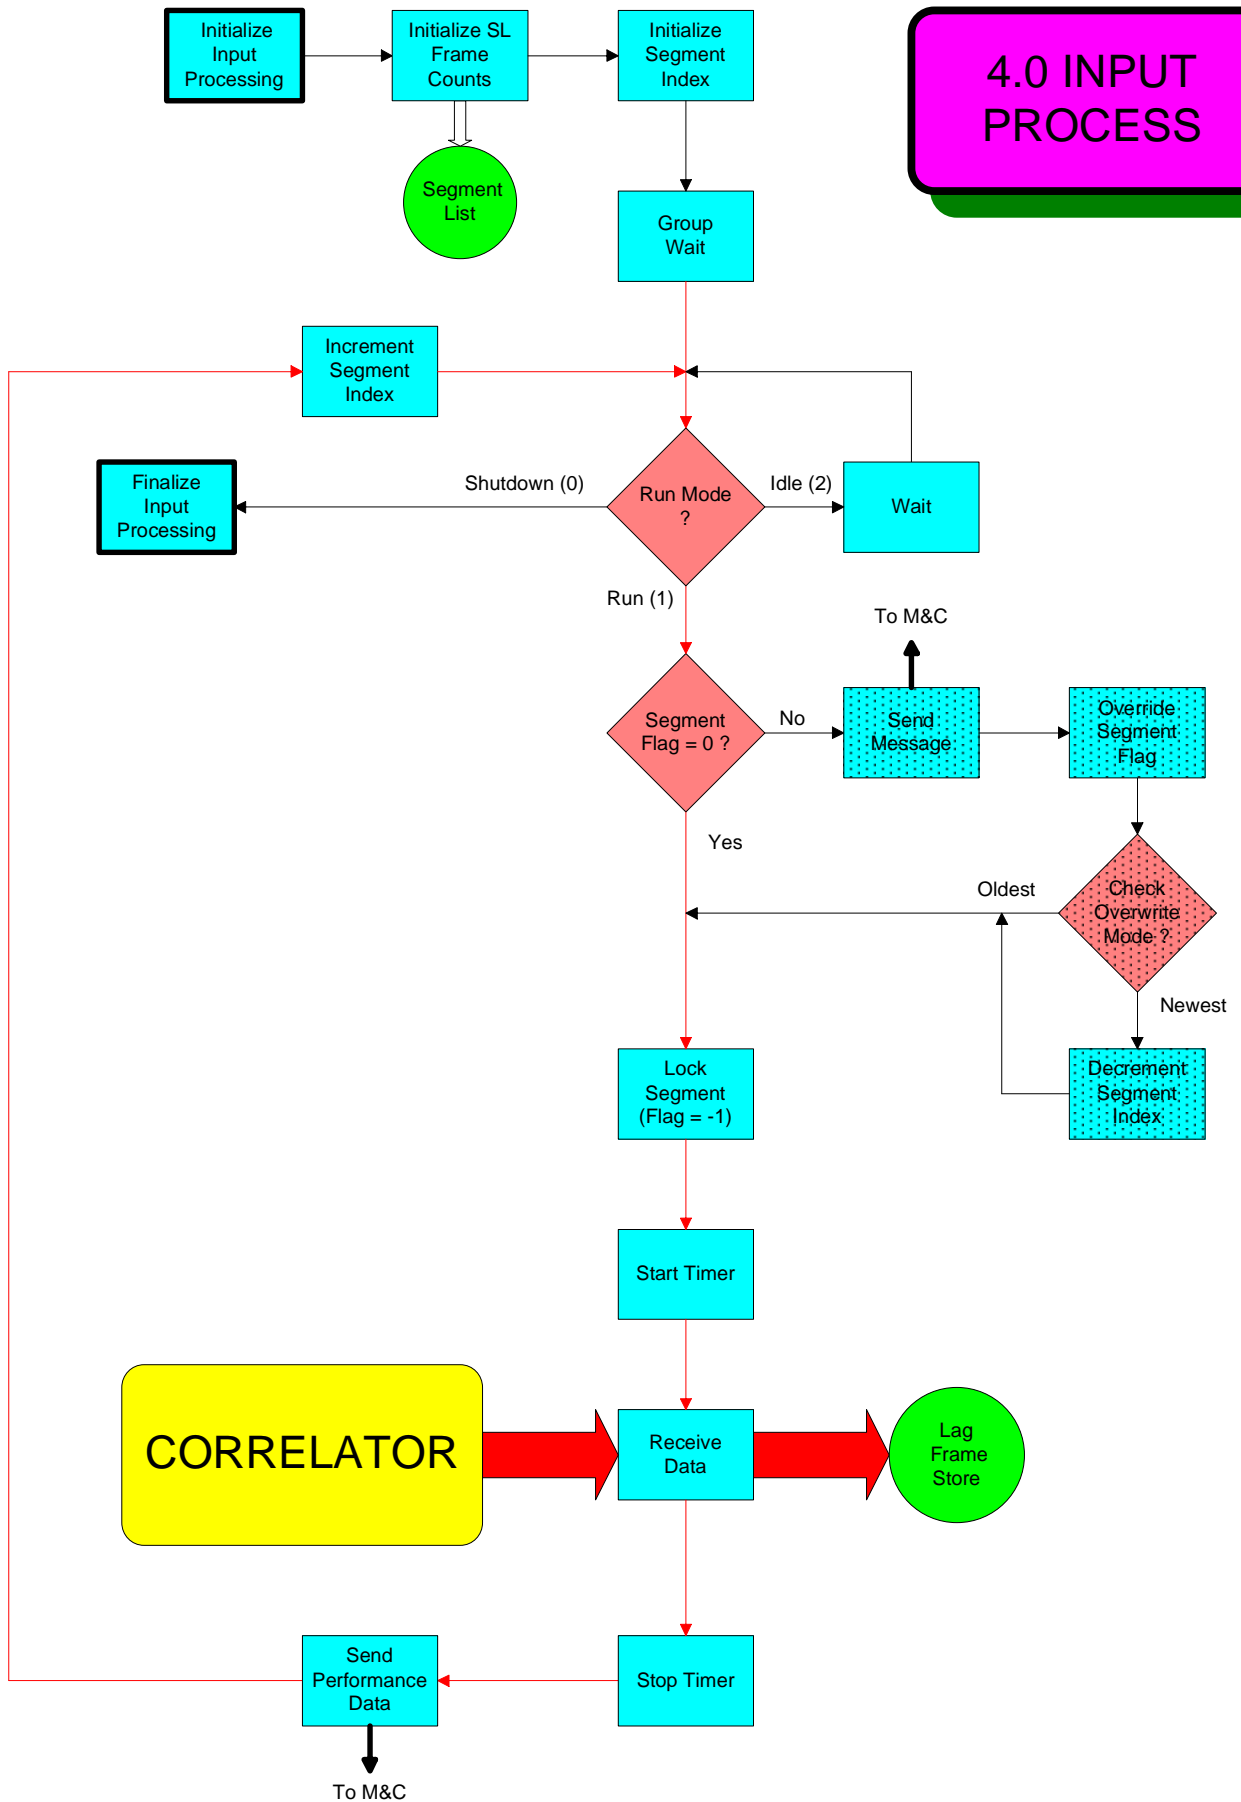 Initialize
Input
Processing
Initialize SL
Frame
Counts
Initialize
Segment
Index
4.0 INPUT
PROCESS
Segment
List
Group
Wait
Increment
Segment
Index
Finalize
Input
Processing
Shutdown (0)
Run Mode
?
Idle (2)
Wait
Run (1)
To M&C
Segment
Flag = 0 ?
No
Send
Message
Override
Segment
Flag
Yes
Oldest
Check
Overwrite
Mode ?
Newest
Lock
Segment
(Flag = -1)
Decrement
Segment
Index
Start Timer
CORRELATOR
Receive
Data
Lag
Frame
Store
Send
Performance
Data
Stop Timer
To M&C